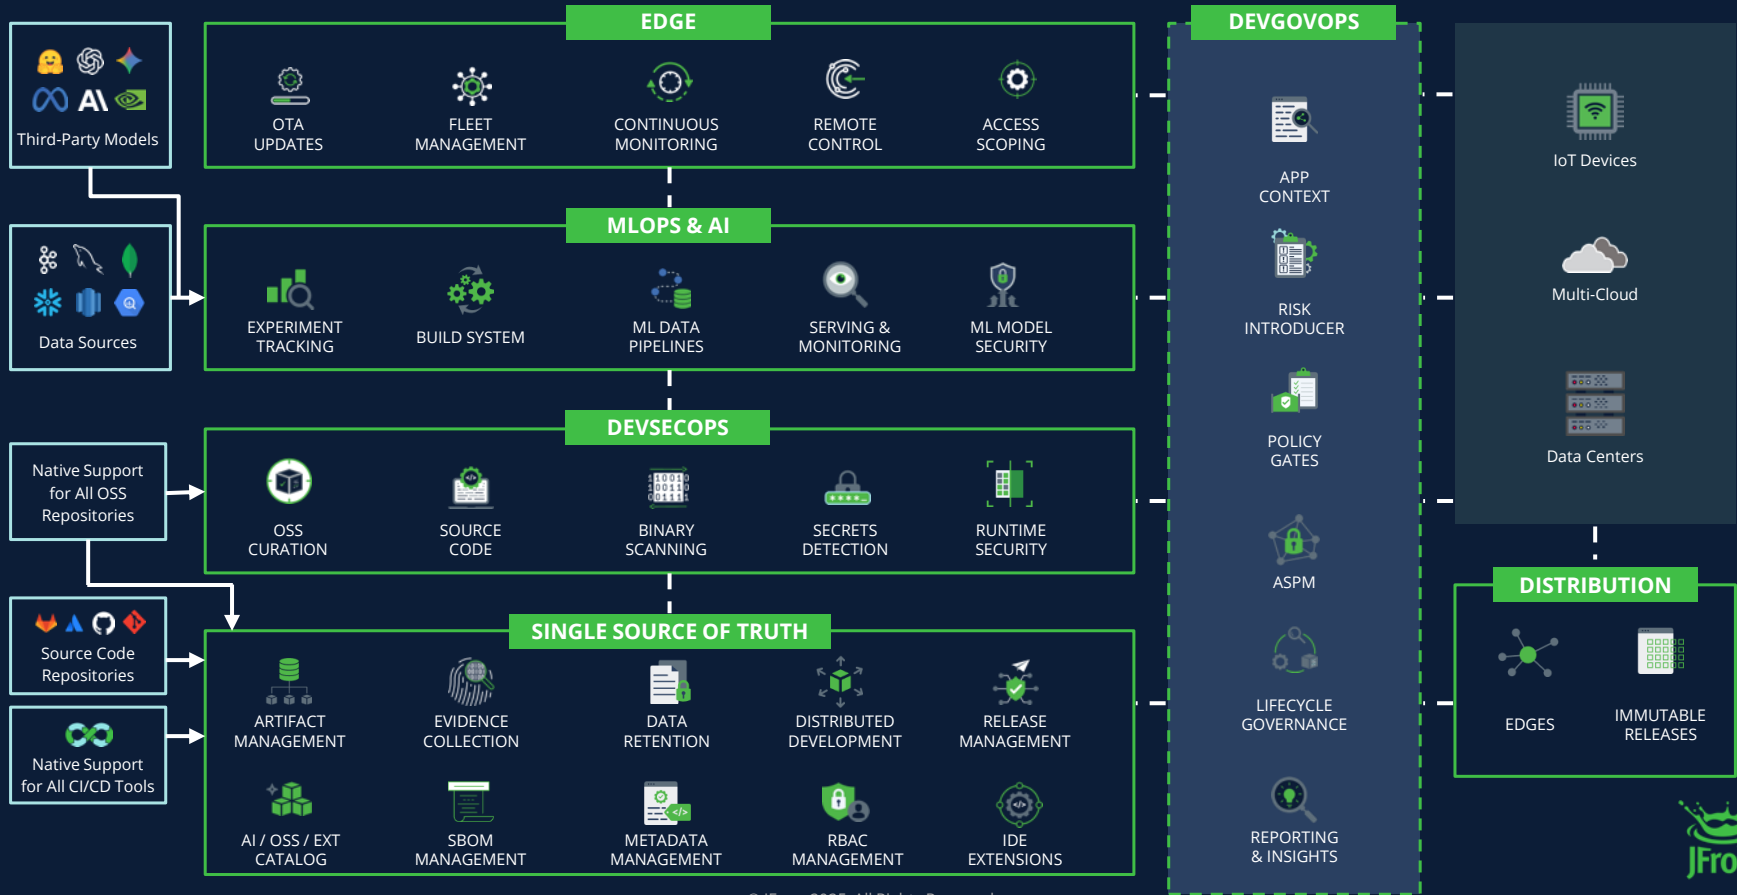 EDGE
OTA
UPDATES
FLEET
MANAGEMENT
CONTINUOUS
MONITORING
REMOTE
CONTROL
ACCESS
SCOPING
Third-Party Models
MLOPS & AI
EXPERIMENT
TRACKING
BUILD SYSTEM
ML DATA
PIPELINES
SERVING &
MONITORING
ML MODEL
SECURITY
Data Sources
DEVSECOPS
OSS
CURATION
SOURCE
CODE
BINARY
SCANNING
SECRETS
DETECTION
RUNTIME
SECURITY
Native Support
for All OSS
Repositories
SINGLE SOURCE OF TRUTH
ARTIFACT
MANAGEMENT
EVIDENCE
COLLECTION
DATA
RETENTION
DISTRIBUTED
DEVELOPMENT
RELEASE
MANAGEMENT
AI / OSS / EXT
CATALOG
SBOM
MANAGEMENT
METADATA
MANAGEMENT
RBAC
MANAGEMENT
IDE
EXTENSIONS
Source Code
Repositories
Native Support
for All CI/CD Tools
DEVGOVOPS
APP
CONTEXT
RISK
INTRODUCER
POLICY
GATES
ASPM
LIFECYCLE
GOVERNANCE
REPORTING
& INSIGHTS
IoT Devices
Multi-Cloud
Data Centers
DISTRIBUTION
EDGES
IMMUTABLE
RELEASES
JFro